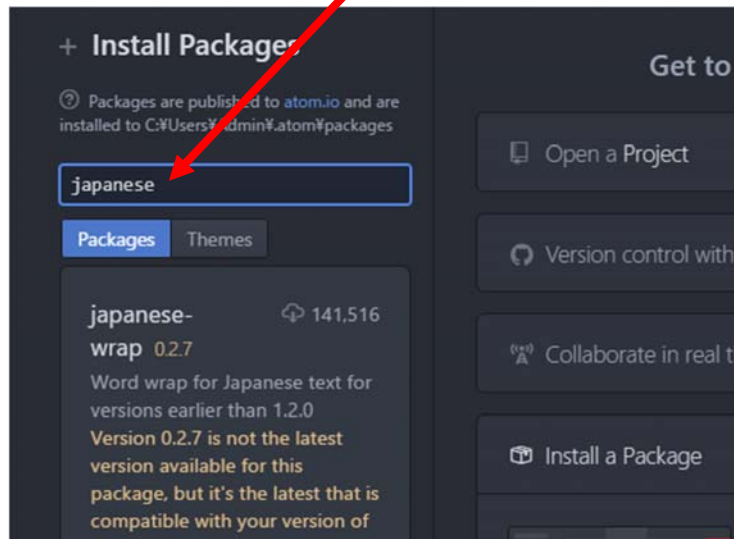 + Install Packages
? Packages are published to atom.io and are
installed to C:¥Users¥Admin¥.atom¥packages
japanese
Packages Themes
japanese- 141,516
wrap 0.2.7
Word wrap for Japanese text for
versions earlier than 1.2.0
Version 0.2.7 is not the latest
version available for this
package, but it's the latest that is
compatible with your version of
Get to
Open a Project
Version control with
Collaborate in real t
Install a Package